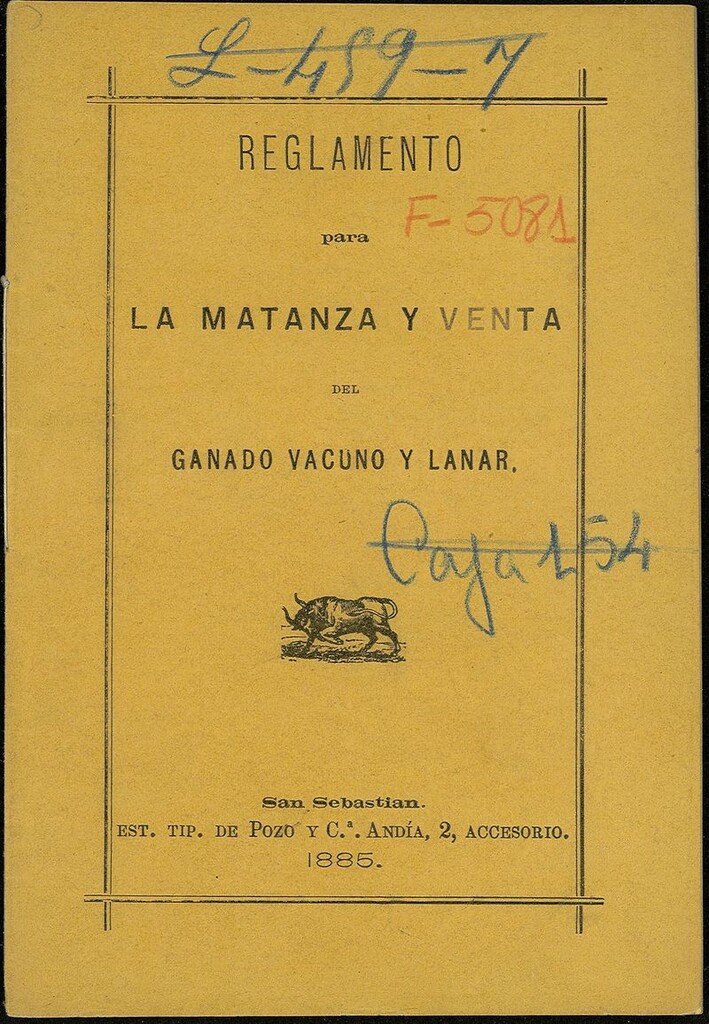 L-459-7
REGLAMENTO
F-5081
para
LA MATANZA Y VENTA
DEL
GANADO VACUNO Y LANAR.
Caja 154
San Sebastian.
EST. TIP. DE POZO Y C.ª. ANDÍA, 2, ACCESORIO.
1885.